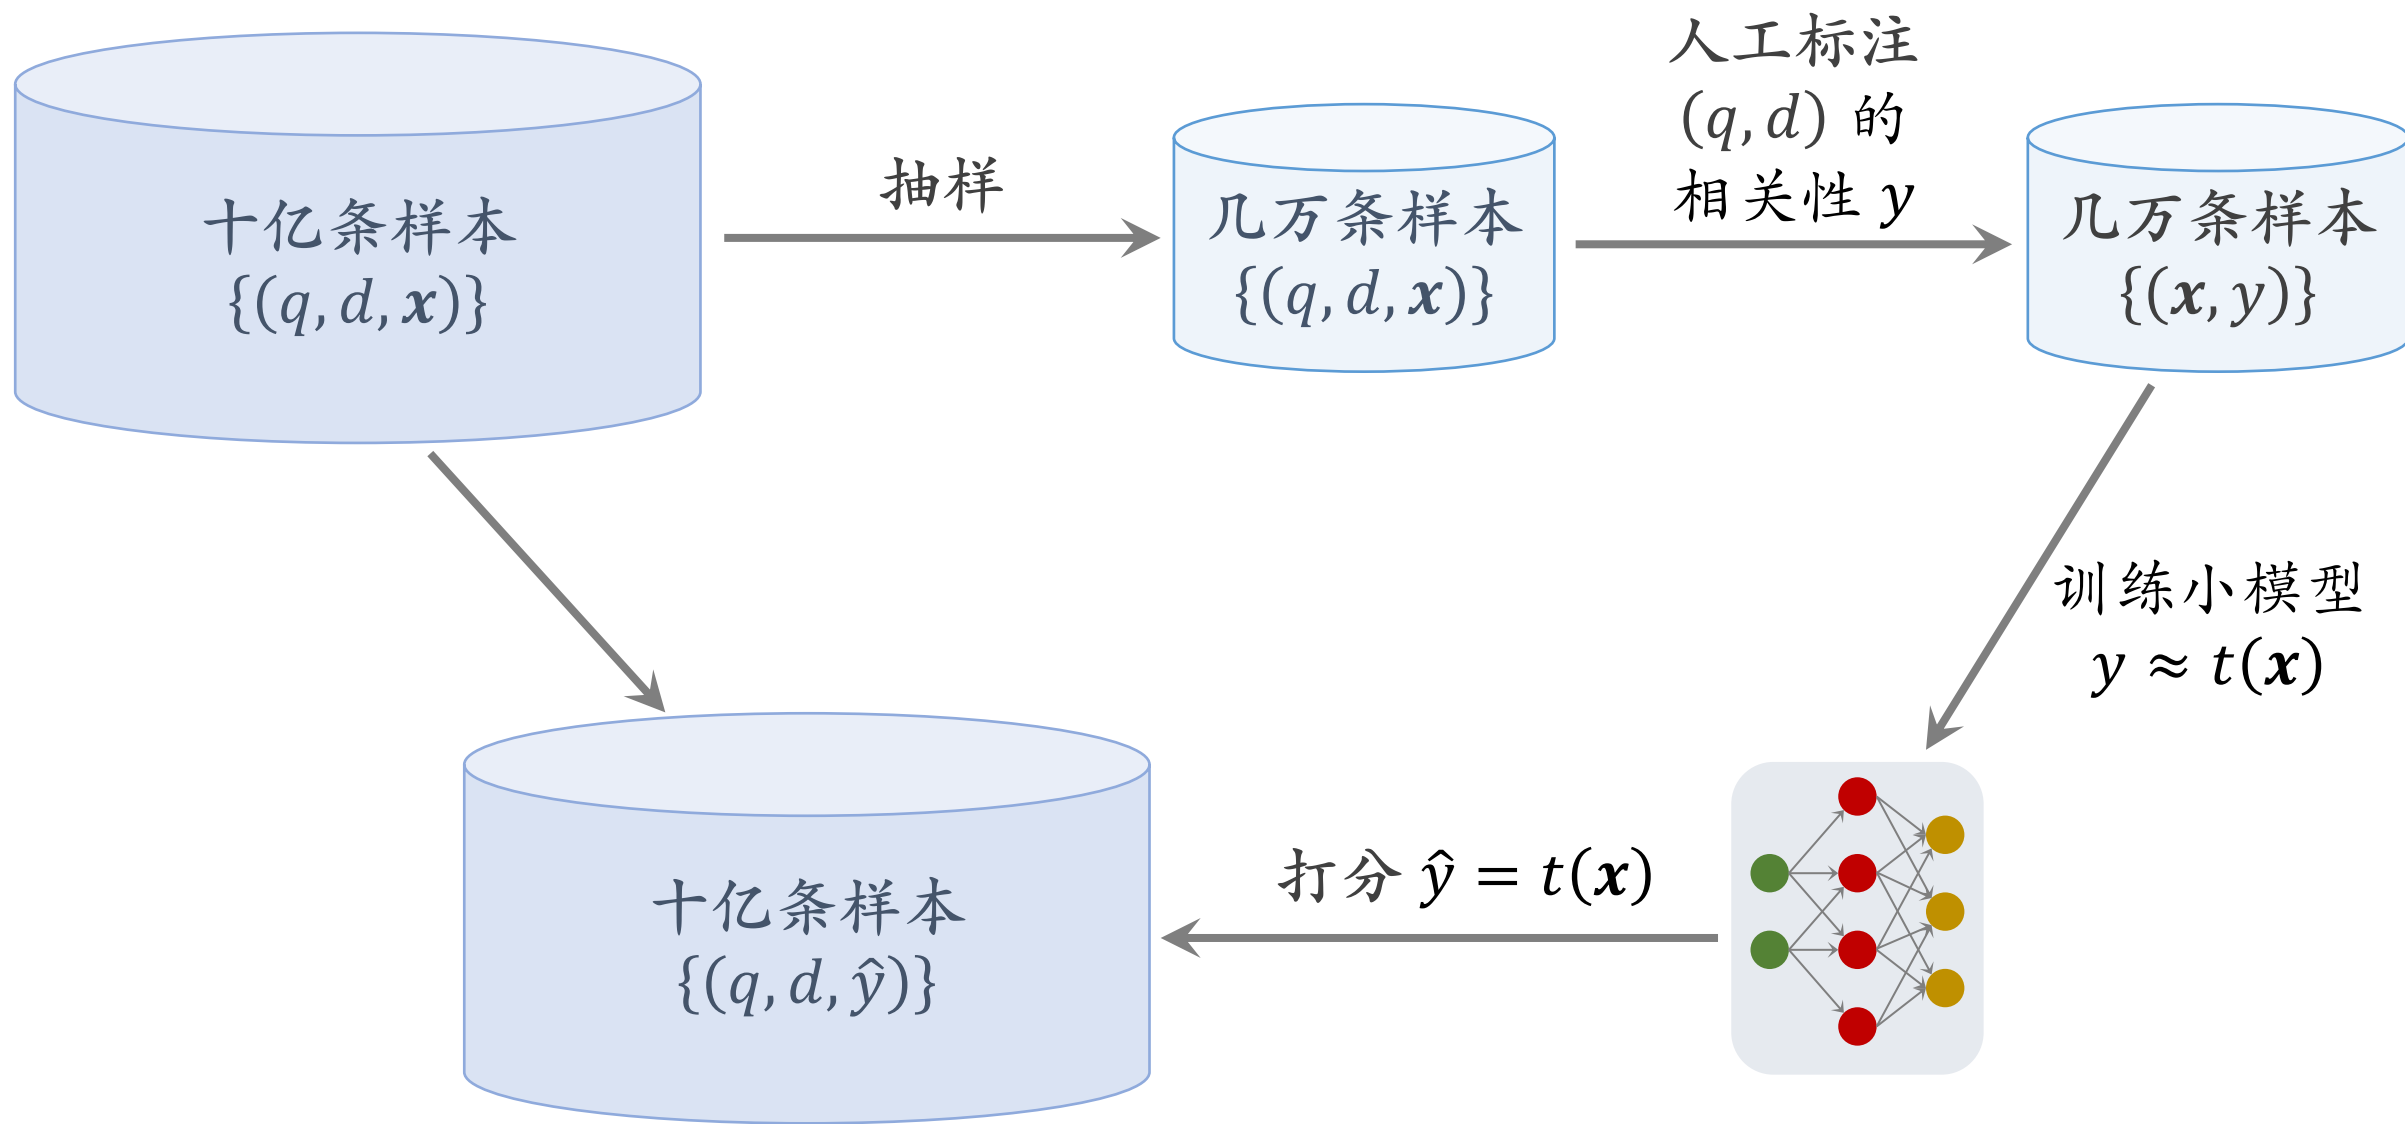 十亿条样本
{(q, d, x)}
抽样
几万条样本
{(q, d, x)}
人工标注
(q, d) 的
相关性 y
几万条样本
{(x, y)}
训练小模型
y ≈ t(x)
打分 ŷ = t(x)
十亿条样本
{(q, d, ŷ)}